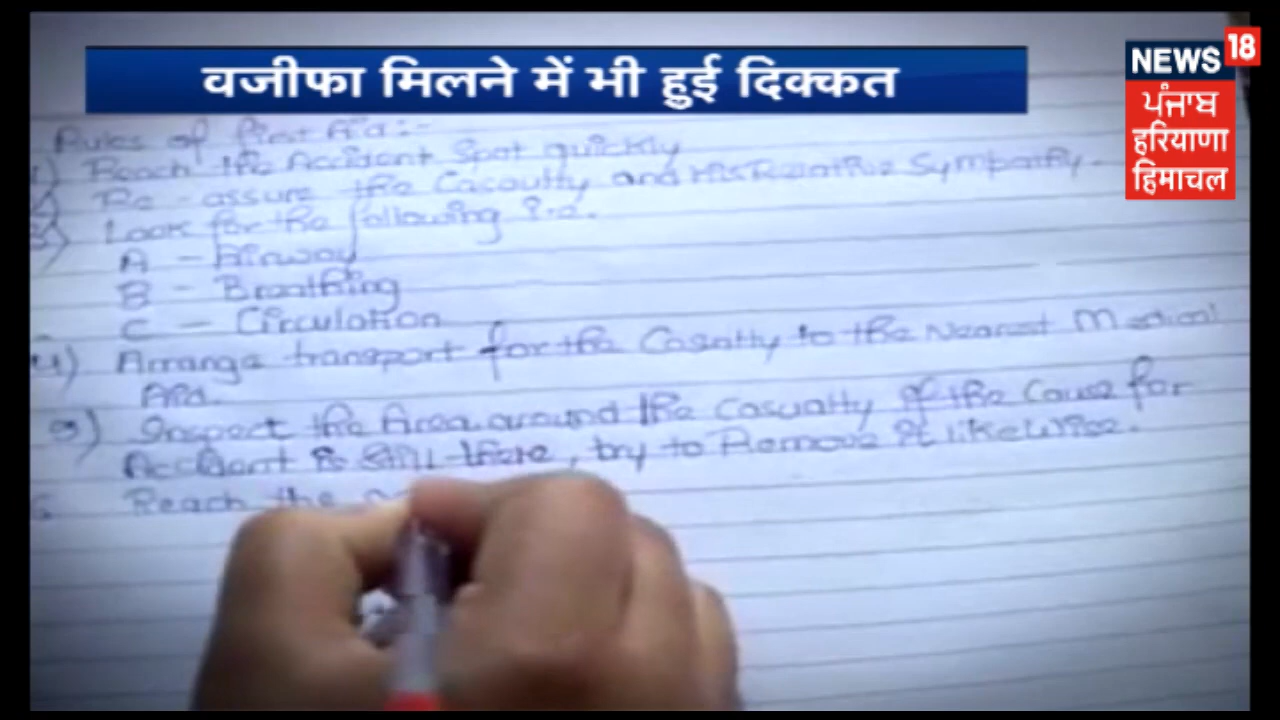 वजीफा मिलने में भी हुई दिक्कत
NEWS 18
ਪੰਜਾਬ
हरियाणा
हिमाचल
Rules of first Aid:-
1) Reach the Accident Spot quickly
2) Re-assure the Casualty and His Relative Sympathy.
3) Look for the following i.e.
A - Airway
B - Breathing
C - Circulation
4) Arrange transport for the Casualty to the Nearest Medical
Aid.
5) Inspect the Area around the Casualty if the Cause for
Accident is still there, try to Remove it likewise.
6 Reach the